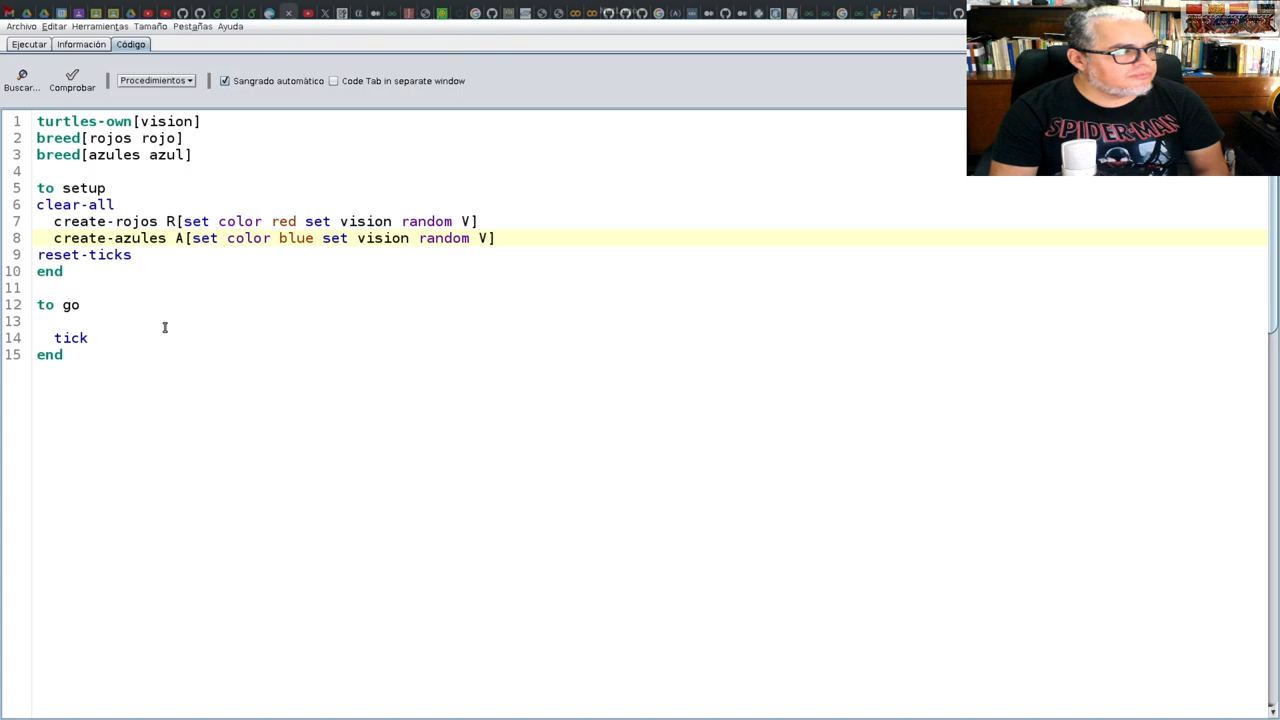 Archivo Editar Herramientas Tamaño Pestañas Ayuda
Ejecutar Información Código
Buscar... Comprobar Procedimientos Sangrado automático Code Tab in separate window
1 turtles-own[vision]
2 breed[rojos rojo]
3 breed[azules azul]
4
5 to setup
6 clear-all
7 create-rojos R[set color red set vision random V]
8 create-azules A[set color blue set vision random V]
9 reset-ticks
10 end
11
12 to go
13
14 tick
15 end
SPIDER-MAN